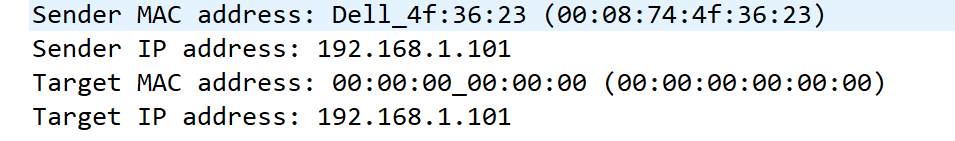 Sender MAC address: Dell_4f:36:23 (00:08:74:4f:36:23)
Sender IP address: 192.168.1.101
Target MAC address: 00:00:00_00:00:00 (00:00:00:00:00:00)
Target IP address: 192.168.1.101